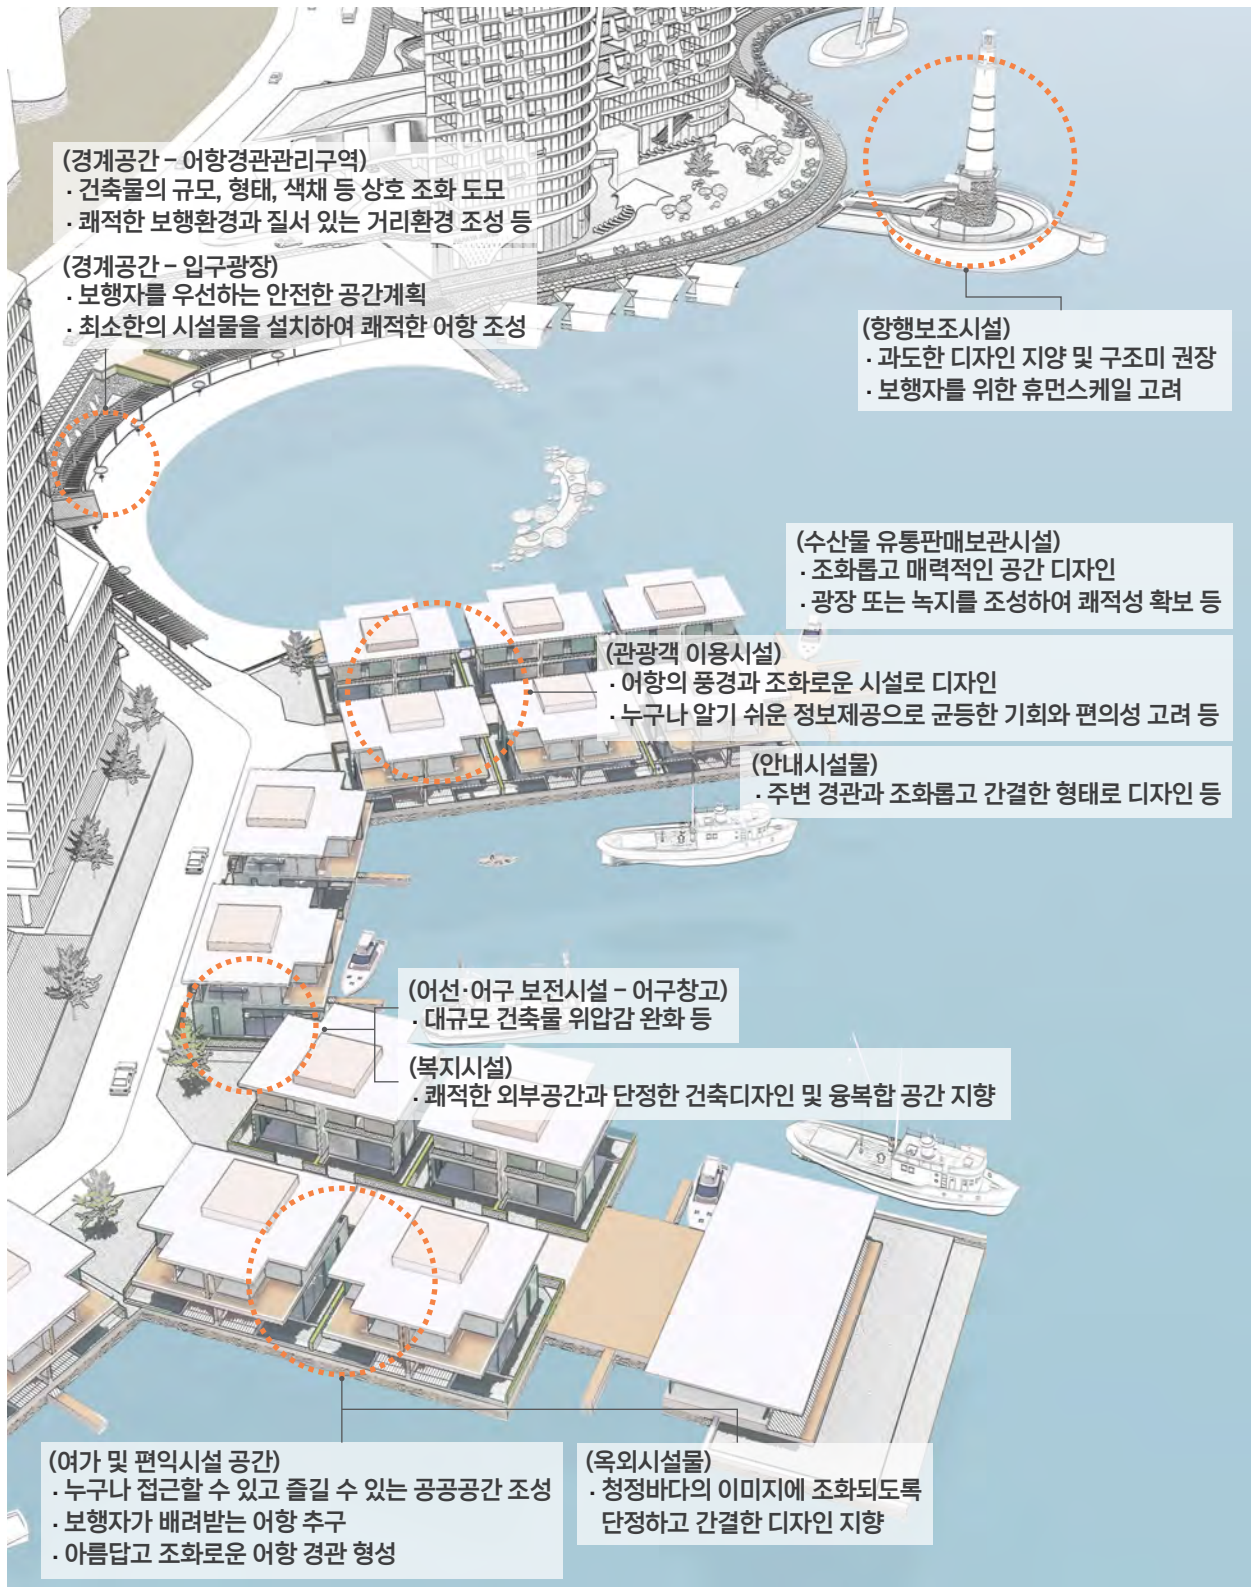 (경계공간 – 어항경관관리구역)
· 건축물의 규모, 형태, 색채 등 상호 조화 도모
· 쾌적한 보행환경과 질서 있는 거리환경 조성 등
(경계공간 – 입구광장)
· 보행자를 우선하는 안전한 공간계획
· 최소한의 시설물을 설치하여 쾌적한 어항 조성
(항행보조시설)
· 과도한 디자인 지양 및 구조미 권장
· 보행자를 위한 휴먼스케일 고려
(수산물 유통판매보관시설)
· 조화롭고 매력적인 공간 디자인
· 광장 또는 녹지를 조성하여 쾌적성 확보 등
(관광객 이용시설)
· 어항의 풍경과 조화로운 시설로 디자인
· 누구나 알기 쉬운 정보제공으로 균등한 기회와 편의성 고려 등
(안내시설물)
· 주변 경관과 조화롭고 간결한 형태로 디자인 등
(어선·어구 보전시설 – 어구창고)
· 대규모 건축물 위압감 완화 등
(복지시설)
· 쾌적한 외부공간과 단정한 건축디자인 및 융복합 공간 지향
(여가 및 편익시설 공간)
· 누구나 접근할 수 있고 즐길 수 있는 공공공간 조성
· 보행자가 배려받는 어항 추구
· 아름답고 조화로운 어항 경관 형성
(옥외시설물)
· 청정바다의 이미지에 조화되도록
단정하고 간결한 디자인 지향